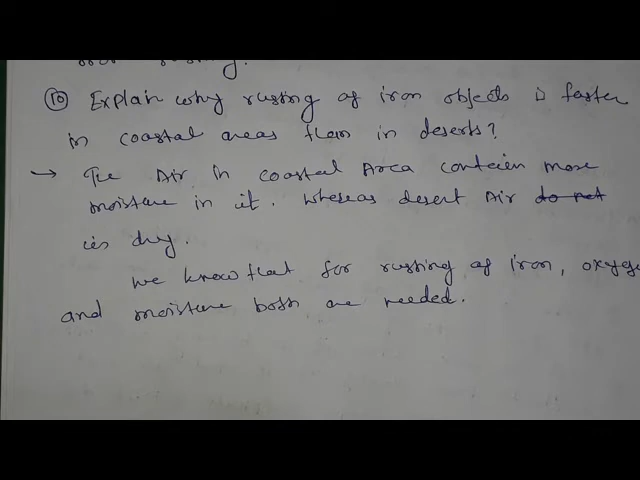 rusting.
(10) Explain why rusting of iron objects is faster
in coastal areas than in deserts?
→ The Air in coastal Area contain more
moisture in it. Whereas desert Air do not
is dry.
We know that for rusting of iron, oxyge
and moisture both are needed.